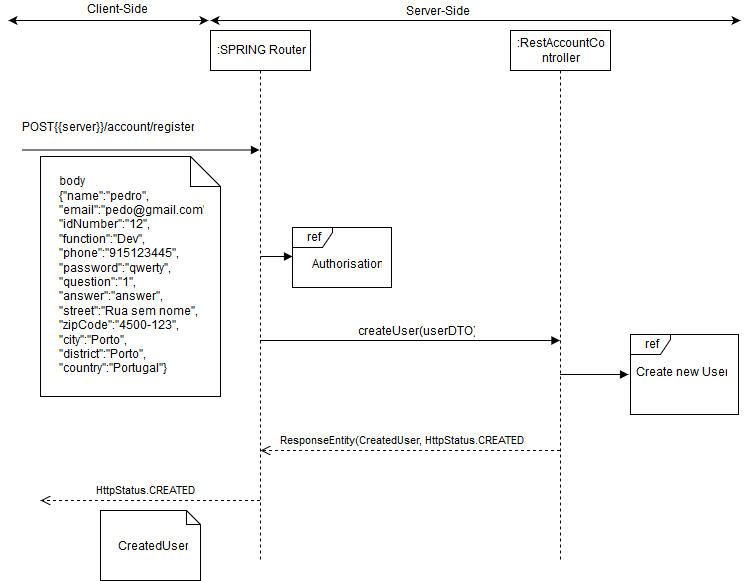 Client-Side
Server-Side
:SPRING Router
:RestAccountCo
ntroller
POST{{server}}/account/register
body
{"name":"pedro",
"email":"pedo@gmail.com"
"idNumber":"12",
"function":"Dev",
"phone":"915123445",
"password":"qwerty",
"question":"1",
"answer":"answer",
"street":"Rua sem nome",
"zipCode":"4500-123",
"city":"Porto",
"district":"Porto",
"country":"Portugal"}
ref
Authorisation
createUser(userDTO)
ref
Create new User
ResponseEntity(CreatedUser, HttpStatus.CREATED
HttpStatus.CREATED
CreatedUser